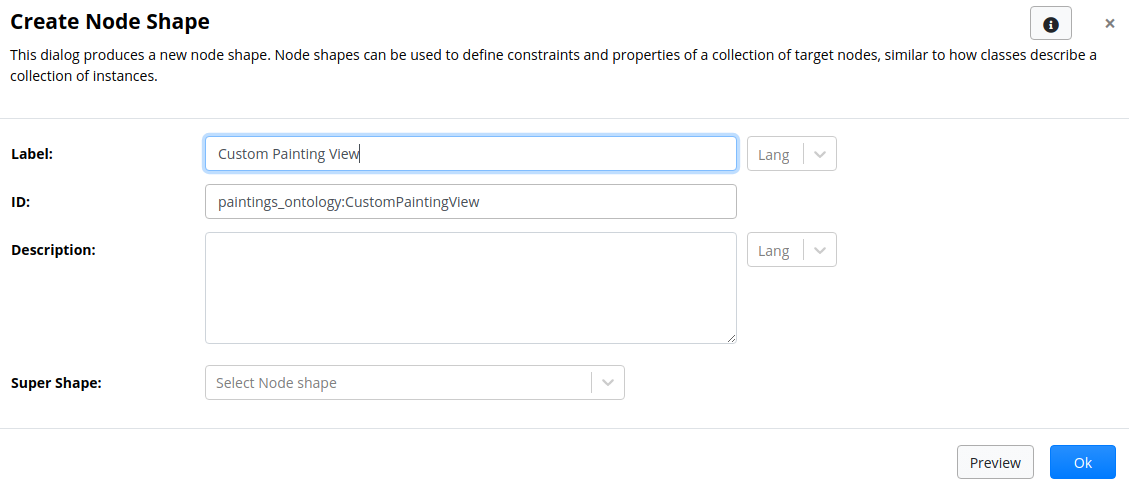 Create Node Shape
This dialog produces a new node shape. Node shapes can be used to define constraints and properties of a collection of target nodes, similar to how classes describe a
collection of instances.
Label:
Custom Painting View
Lang
ID:
paintings_ontology:CustomPaintingView
Description:
Lang
Super Shape:
Select Node shape
Preview
Ok